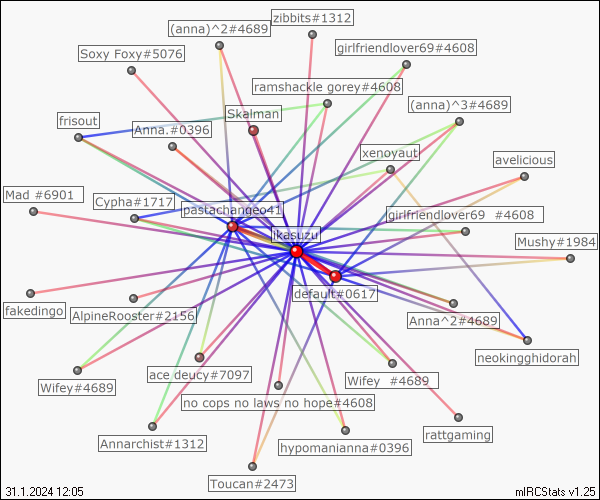 zibbits#1312
(anna)^2#4689
girlfriendlover69#4608
Soxy Foxy#5076
ramshackle gorey#4608
(anna)^3#4689
Skalman
frisout
Anna.#0396
xenoyaut
avelicious
Mad #6901
Cypha#1717
pastachangeo41
girlfriendlover69  #4608
ikasuzu
Mushy#1984
default#0617
fakedingo
AlpineRooster#2156
Anna^2#4689
neokingghidorah
Wifey#4689
ace deucy#7097
Wifey  #4689
no cops no laws no hope#4608
rattgaming
Annarchist#1312
hypomanianna#0396
Toucan#2473
31.1.2024 12:05
mIRCStats v1.25